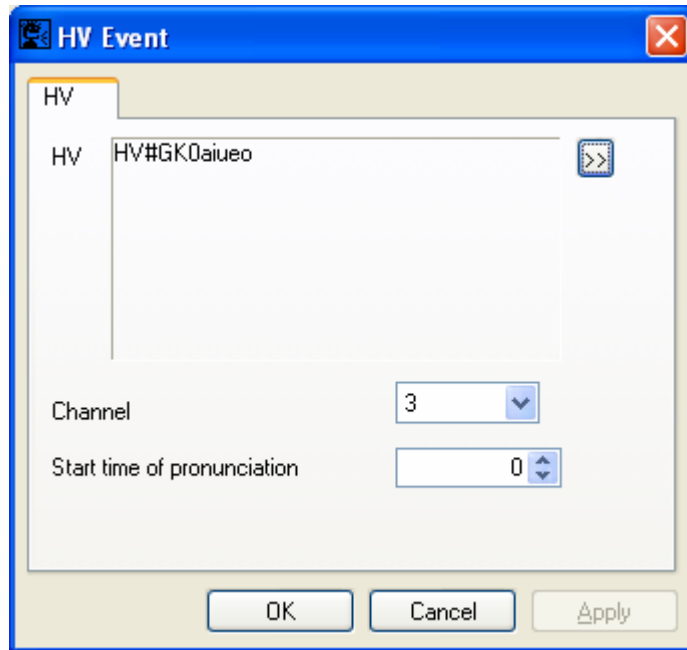 HV Event
HV
HV HV#GK0aiueo >>
Channel 3
Start time of pronunciation 0
OK Cancel Apply